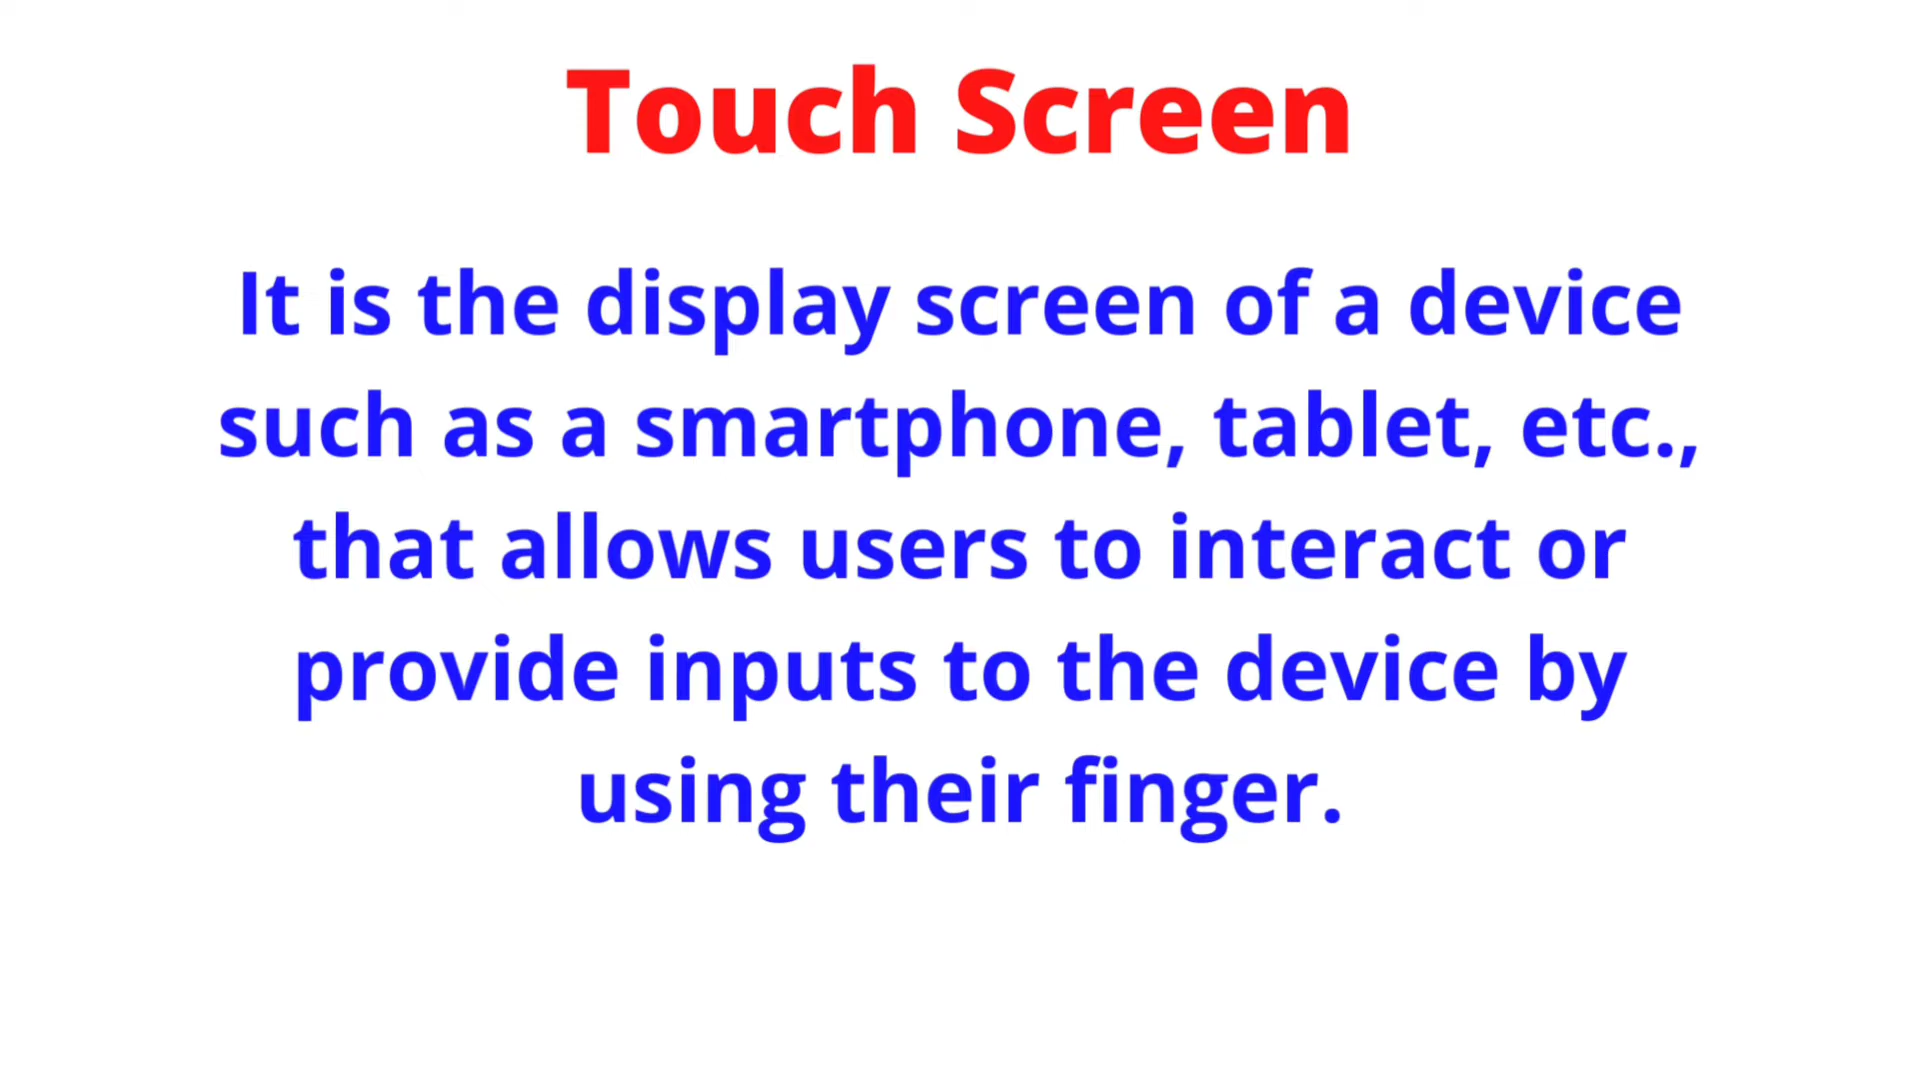 Touch Screen
It is the display screen of a device
such as a smartphone, tablet, etc.,
that allows users to interact or
provide inputs to the device by
using their finger.